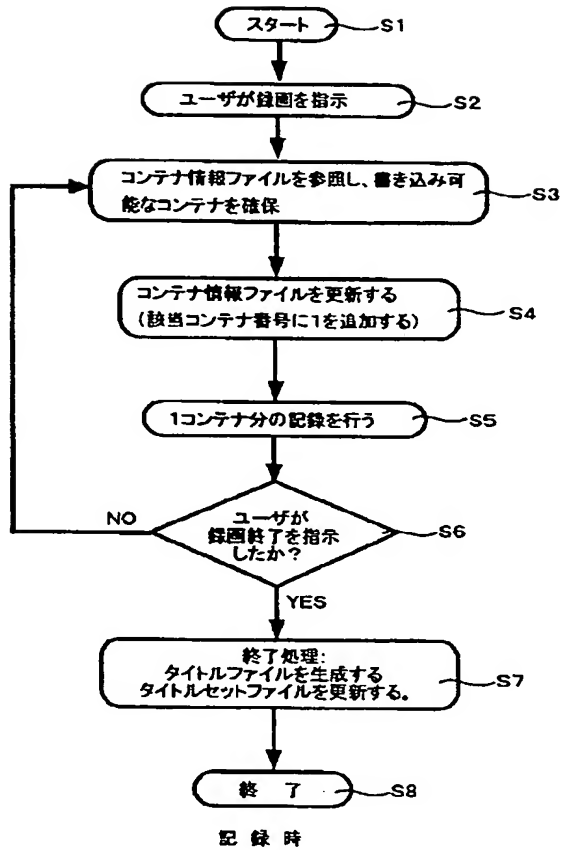 スタート
S1
ユーザが録画を指示
S2
コンテナ情報ファイルを参照し、書き込み可
能なコンテナを確保
S3
コンテナ情報ファイルを更新する
(該当コンテナ番号に1を追加する)
S4
1コンテナ分の記録を行う
S5
ユーザが
録画終了を指示
したか?
S6
NO
YES
終了処理:
タイトルファイルを生成する
タイトルセットファイルを更新する。
S7
終 了
S8
記 録 時